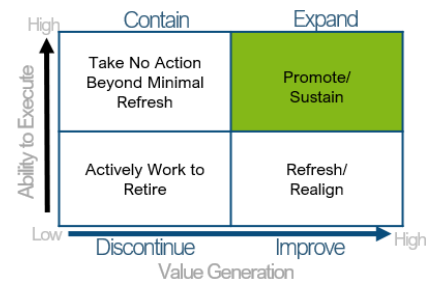 Contain Expand
High
Take No Action
Beyond Minimal
Refresh
Promote/
Sustain
Ability to Execute
Actively Work to
Retire
Refresh/
Realign
Low High
Discontinue Improve
Value Generation